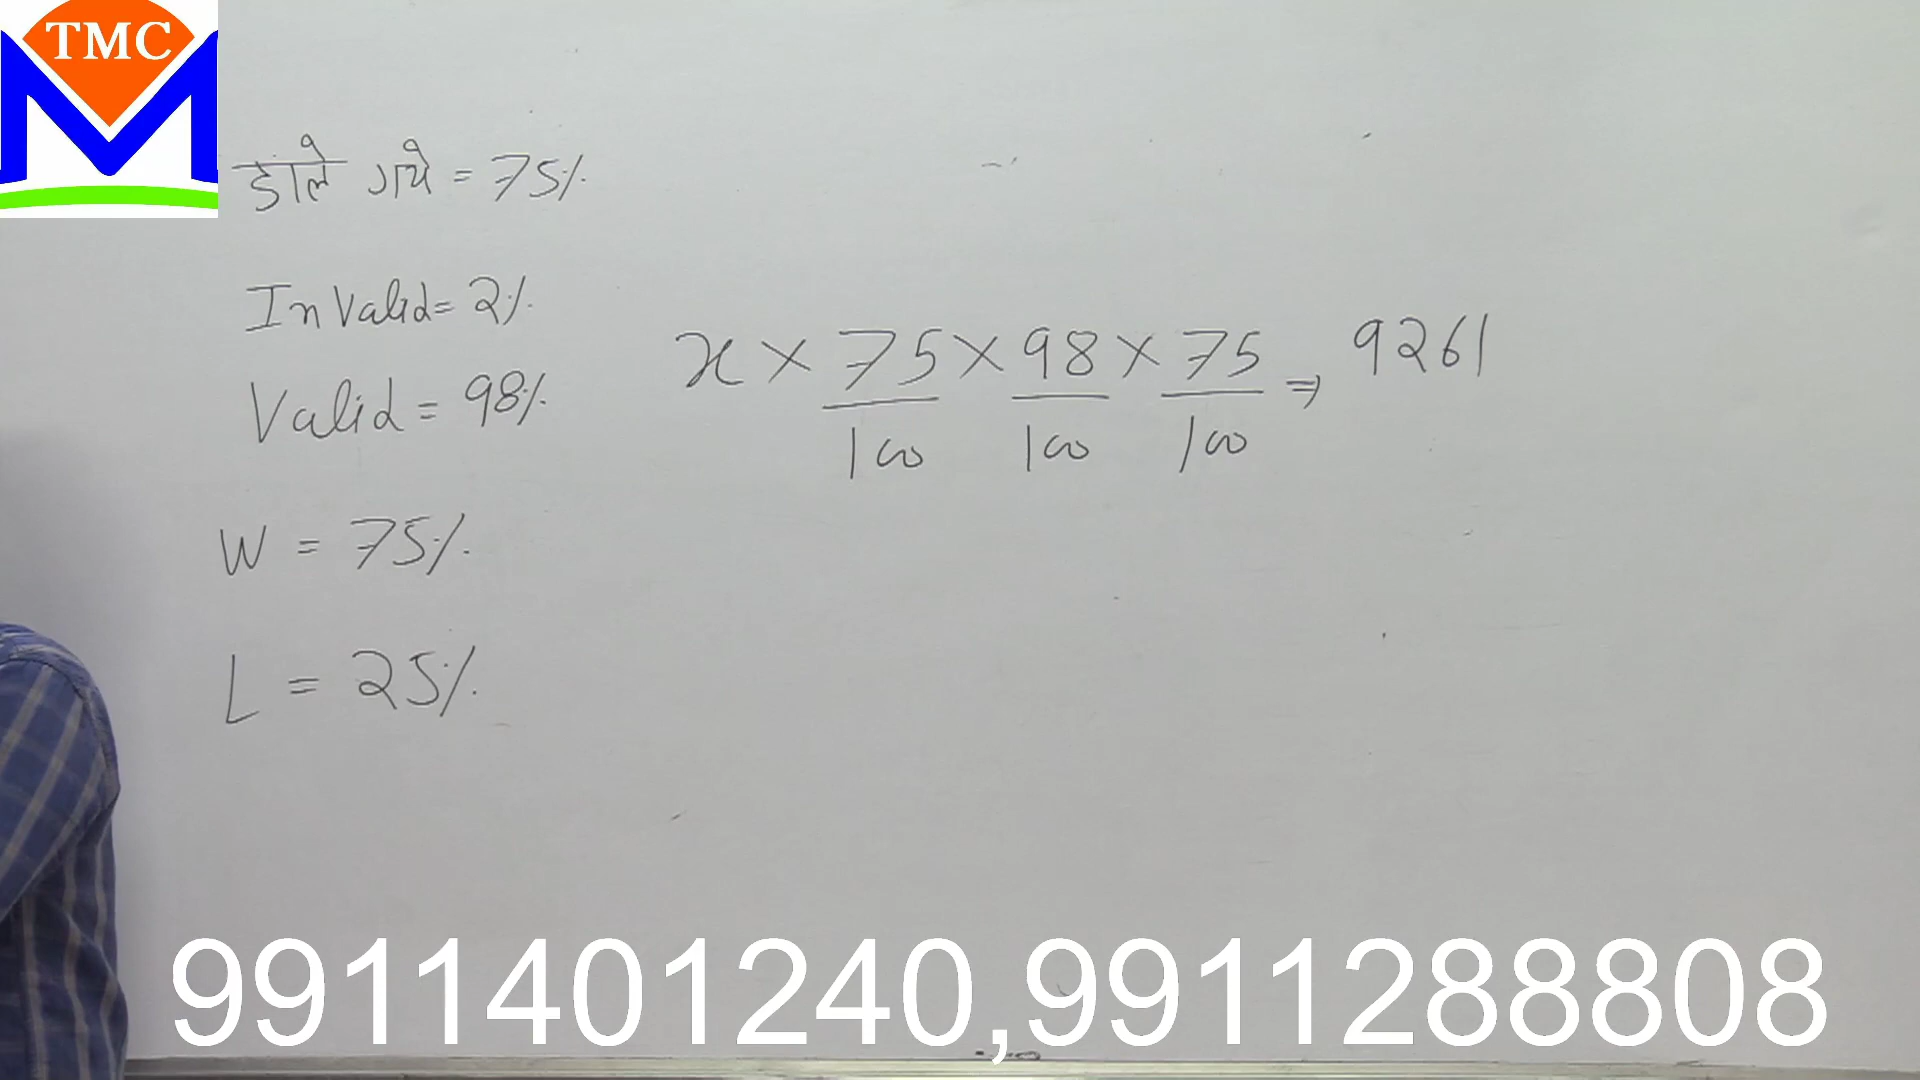 TMC
डाले गये = 75%
InValid = 2%
Valid = 98%
x × 75/100 × 98/100 × 75/100 ⇒ 9261
W = 75%
L = 25%
9911401240,9911288808